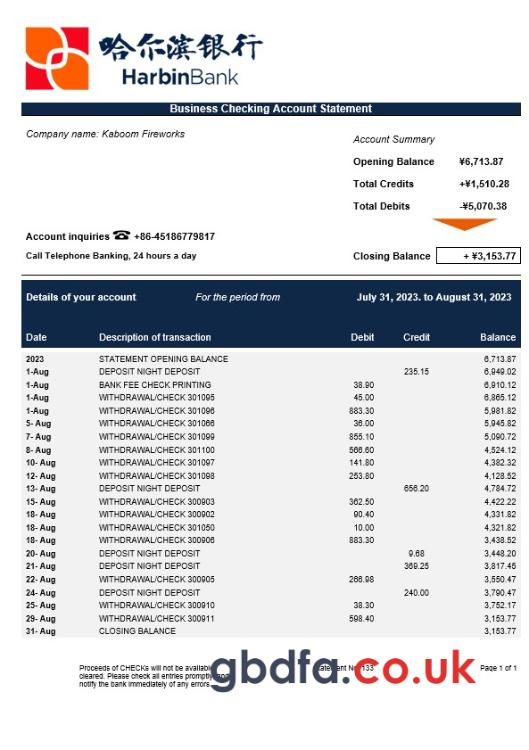 哈尔滨银行
HarbinBank
Business Checking Account Statement
Company name: Kaboom Fireworks
Account Summary
Opening Balance ¥6,713.87
Total Credits +¥1,510.28
Total Debits -¥5,070.38
Account inquiries ☎ +86-45186779817
Call Telephone Banking, 24 hours a day
Closing Balance + ¥3,153.77
Details of your account For the period from July 31, 2023. to August 31, 2023
Date Description of transaction Debit Credit Balance
2023 STATEMENT OPENING BALANCE 6,713.87
1-Aug DEPOSIT NIGHT DEPOSIT 235.15 6,949.02
1-Aug BANK FEE CHECK PRINTING 38.90 6,910.12
1-Aug WITHDRAWAL/CHECK 301095 45.00 6,865.12
1-Aug WITHDRAWAL/CHECK 301096 883.30 5,981.82
5- Aug WITHDRAWAL/CHECK 301066 36.00 5,945.82
7- Aug WITHDRAWAL/CHECK 301099 855.10 5,090.72
8- Aug WITHDRAWAL/CHECK 301100 566.60 4,524.12
10- Aug WITHDRAWAL/CHECK 301097 141.80 4,382.32
12- Aug WITHDRAWAL/CHECK 301098 253.80 4,128.52
13- Aug DEPOSIT NIGHT DEPOSIT 656.20 4,784.72
15- Aug WITHDRAWAL/CHECK 300903 362.50 4,422.22
18- Aug WITHDRAWAL/CHECK 300902 90.40 4,331.82
18- Aug WITHDRAWAL/CHECK 301050 10.00 4,321.82
18- Aug WITHDRAWAL/CHECK 300906 883.30 3,438.52
20- Aug DEPOSIT NIGHT DEPOSIT 9.68 3,448.20
21- Aug DEPOSIT NIGHT DEPOSIT 369.25 3,817.45
22- Aug WITHDRAWAL/CHECK 300905 266.98 3,550.47
24- Aug DEPOSIT NIGHT DEPOSIT 240.00 3,790.47
25- Aug WITHDRAWAL/CHECK 300910 38.30 3,752.17
29- Aug WITHDRAWAL/CHECK 300911 598.40 3,153.77
31- Aug CLOSING BALANCE 3,153.77
Proceeds of CHECKs will not be available 133 Page 1 of 1
cleared. Please check all entries promptly
notify the bank immediately of any errors.
gbdfa.co.uk